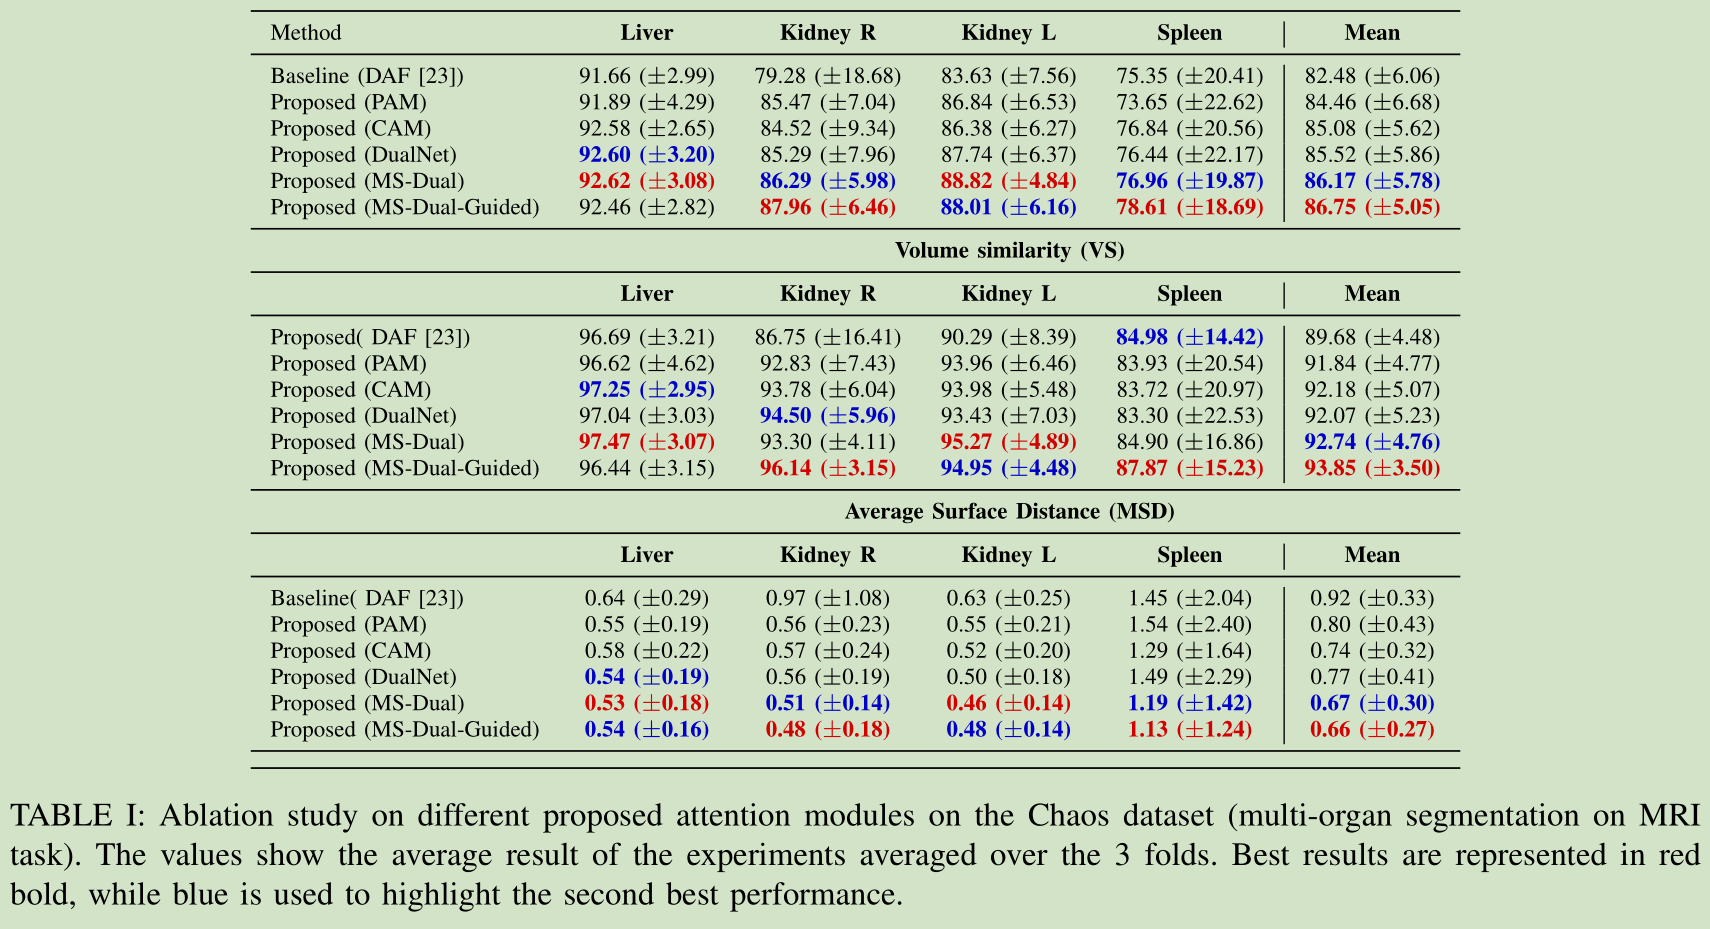 Method Liver Kidney R Kidney L Spleen Mean
Baseline (DAF [23]) 91.66 (±2.99) 79.28 (±18.68) 83.63 (±7.56) 75.35 (±20.41) 82.48 (±6.06)
Proposed (PAM) 91.89 (±4.29) 85.47 (±7.04) 86.84 (±6.53) 73.65 (±22.62) 84.46 (±6.68)
Proposed (CAM) 92.58 (±2.65) 84.52 (±9.34) 86.38 (±6.27) 76.84 (±20.56) 85.08 (±5.62)
Proposed (DualNet) 92.60 (±3.20) 85.29 (±7.96) 87.74 (±6.37) 76.44 (±22.17) 85.52 (±5.86)
Proposed (MS-Dual) 92.62 (±3.08) 86.29 (±5.98) 88.82 (±4.84) 76.96 (±19.87) 86.17 (±5.78)
Proposed (MS-Dual-Guided) 92.46 (±2.82) 87.96 (±6.46) 88.01 (±6.16) 78.61 (±18.69) 86.75 (±5.05)
Volume similarity (VS)
Liver Kidney R Kidney L Spleen Mean
Proposed( DAF [23]) 96.69 (±3.21) 86.75 (±16.41) 90.29 (±8.39) 84.98 (±14.42) 89.68 (±4.48)
Proposed (PAM) 96.62 (±4.62) 92.83 (±7.43) 93.96 (±6.46) 83.93 (±20.54) 91.84 (±4.77)
Proposed (CAM) 97.25 (±2.95) 93.78 (±6.04) 93.98 (±5.48) 83.72 (±20.97) 92.18 (±5.07)
Proposed (DualNet) 97.04 (±3.03) 94.50 (±5.96) 93.43 (±7.03) 83.30 (±22.53) 92.07 (±5.23)
Proposed (MS-Dual) 97.47 (±3.07) 93.30 (±4.11) 95.27 (±4.89) 84.90 (±16.86) 92.74 (±4.76)
Proposed (MS-Dual-Guided) 96.44 (±3.15) 96.14 (±3.15) 94.95 (±4.48) 87.87 (±15.23) 93.85 (±3.50)
Average Surface Distance (MSD)
Liver Kidney R Kidney L Spleen Mean
Baseline( DAF [23]) 0.64 (±0.29) 0.97 (±1.08) 0.63 (±0.25) 1.45 (±2.04) 0.92 (±0.33)
Proposed (PAM) 0.55 (±0.19) 0.56 (±0.23) 0.55 (±0.21) 1.54 (±2.40) 0.80 (±0.43)
Proposed (CAM) 0.58 (±0.22) 0.57 (±0.24) 0.52 (±0.20) 1.29 (±1.64) 0.74 (±0.32)
Proposed (DualNet) 0.54 (±0.19) 0.56 (±0.19) 0.50 (±0.18) 1.49 (±2.29) 0.77 (±0.41)
Proposed (MS-Dual) 0.53 (±0.18) 0.51 (±0.14) 0.46 (±0.14) 1.19 (±1.42) 0.67 (±0.30)
Proposed (MS-Dual-Guided) 0.54 (±0.16) 0.48 (±0.18) 0.48 (±0.14) 1.13 (±1.24) 0.66 (±0.27)
TABLE I: Ablation study on different proposed attention modules on the Chaos dataset (multi-organ segmentation on MRI
task). The values show the average result of the experiments averaged over the 3 folds. Best results are represented in red
bold, while blue is used to highlight the second best performance.